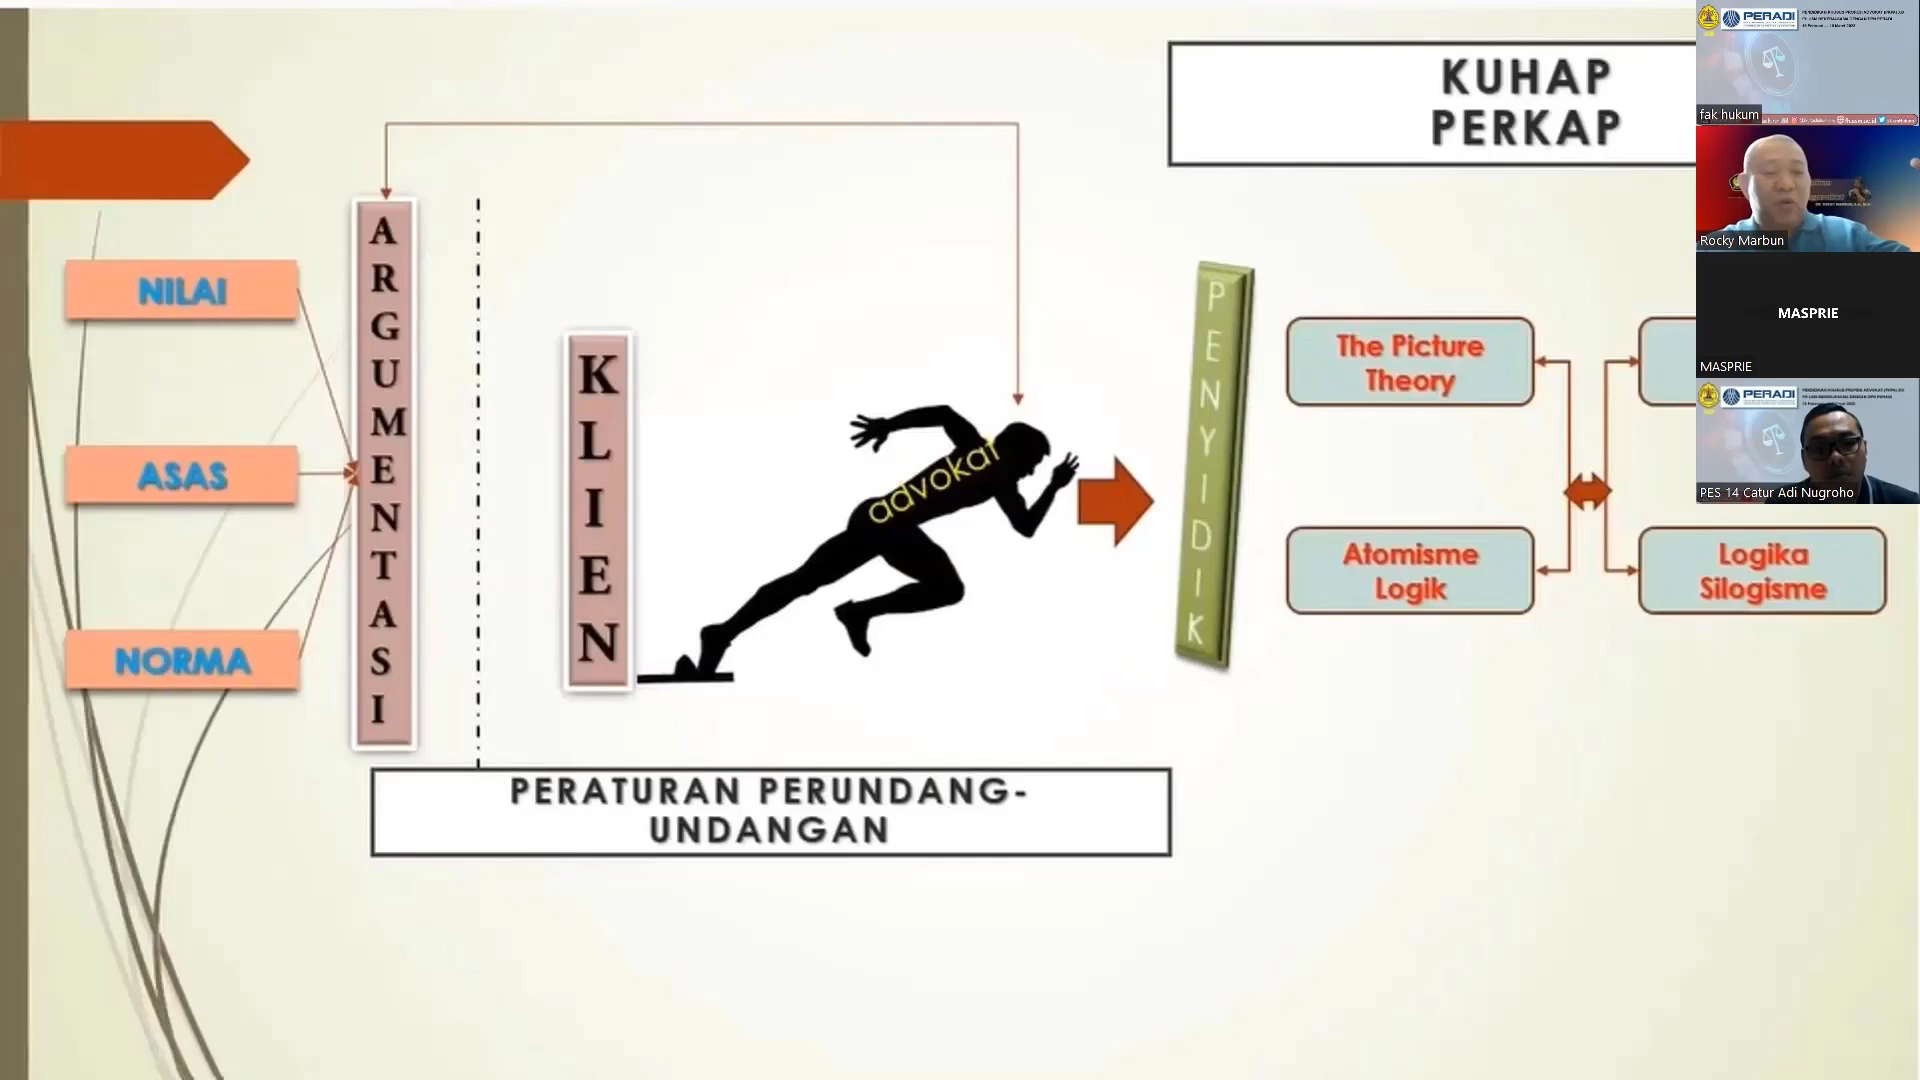 KUHAP
PERKAP
NILAI
ASAS
NORMA
ARGUMENTASI
KLIEN
advokat
PENYIDIK
The Picture
Theory
Atomisme
Logik
Logika
Silogisme
PERATURAN PERUNDANG-
UNDANGAN
PERADI
fak hukum
Rocky Marbun
MASPRIE
MASPRIE
PERADI
PES 14 Catur Adi Nugroho